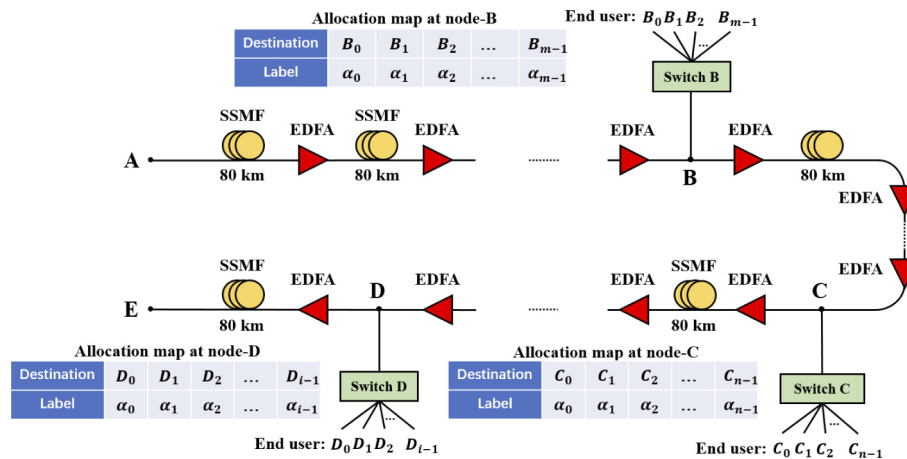 Allocation map at node-B
Destination B₀ B₁ B₂ ... Bₘ₋₁
Label α₀ α₁ α₂ ... αₘ₋₁
End user: B₀ B₁ B₂ ... Bₘ₋₁
Switch B
SSMF
EDFA
SSMF
EDFA
EDFA
EDFA
A
80 km
80 km
.........
B
80 km
EDFA
EDFA
SSMF
EDFA
D
EDFA
EDFA
SSMF
EDFA
C
E
80 km
.........
80 km
Allocation map at node-D
Destination D₀ D₁ D₂ ... Dᵢ₋₁
Label α₀ α₁ α₂ ... αᵢ₋₁
Switch D
End user: D₀ D₁ D₂ ... Dᵢ₋₁
Allocation map at node-C
Destination C₀ C₁ C₂ ... Cₙ₋₁
Label α₀ α₁ α₂ ... αₙ₋₁
Switch C
End user: C₀ C₁ C₂ ... Cₙ₋₁